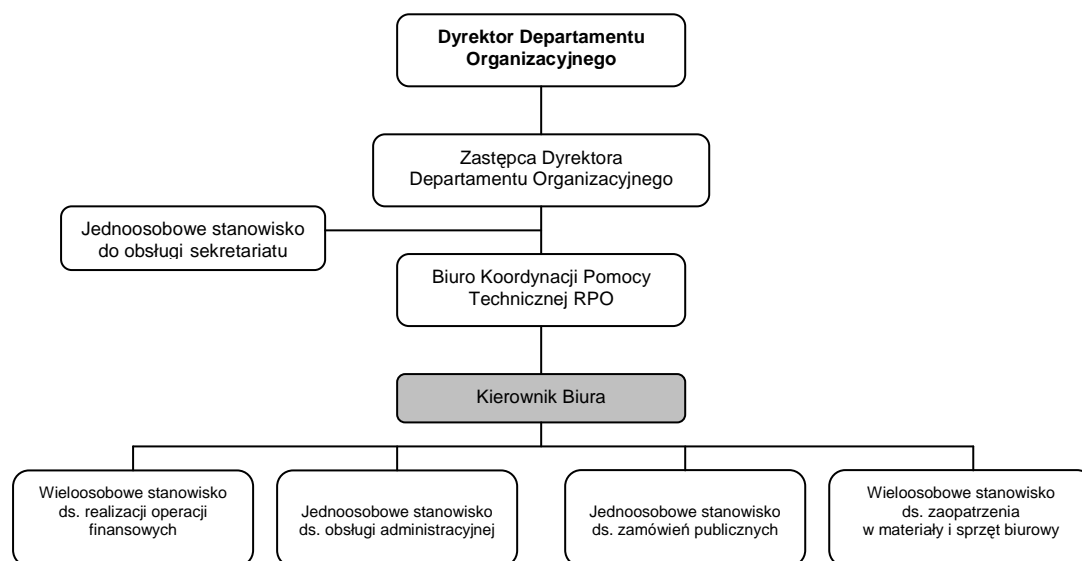 Dyrektor Departamentu
Organizacyjnego
Zastępca Dyrektora
Departamentu Organizacyjnego
Jednoosobowe stanowisko
do obsługi sekretariatu
Biuro Koordynacji Pomocy
Technicznej RPO
Kierownik Biura
Wieloosobowe stanowisko
ds. realizacji operacji
finansowych
Jednoosobowe stanowisko
ds. obsługi administracyjnej
Jednoosobowe stanowisko
ds. zamówień publicznych
Wieloosobowe stanowisko
ds. zaopatrzenia
w materiały i sprzęt biurowy